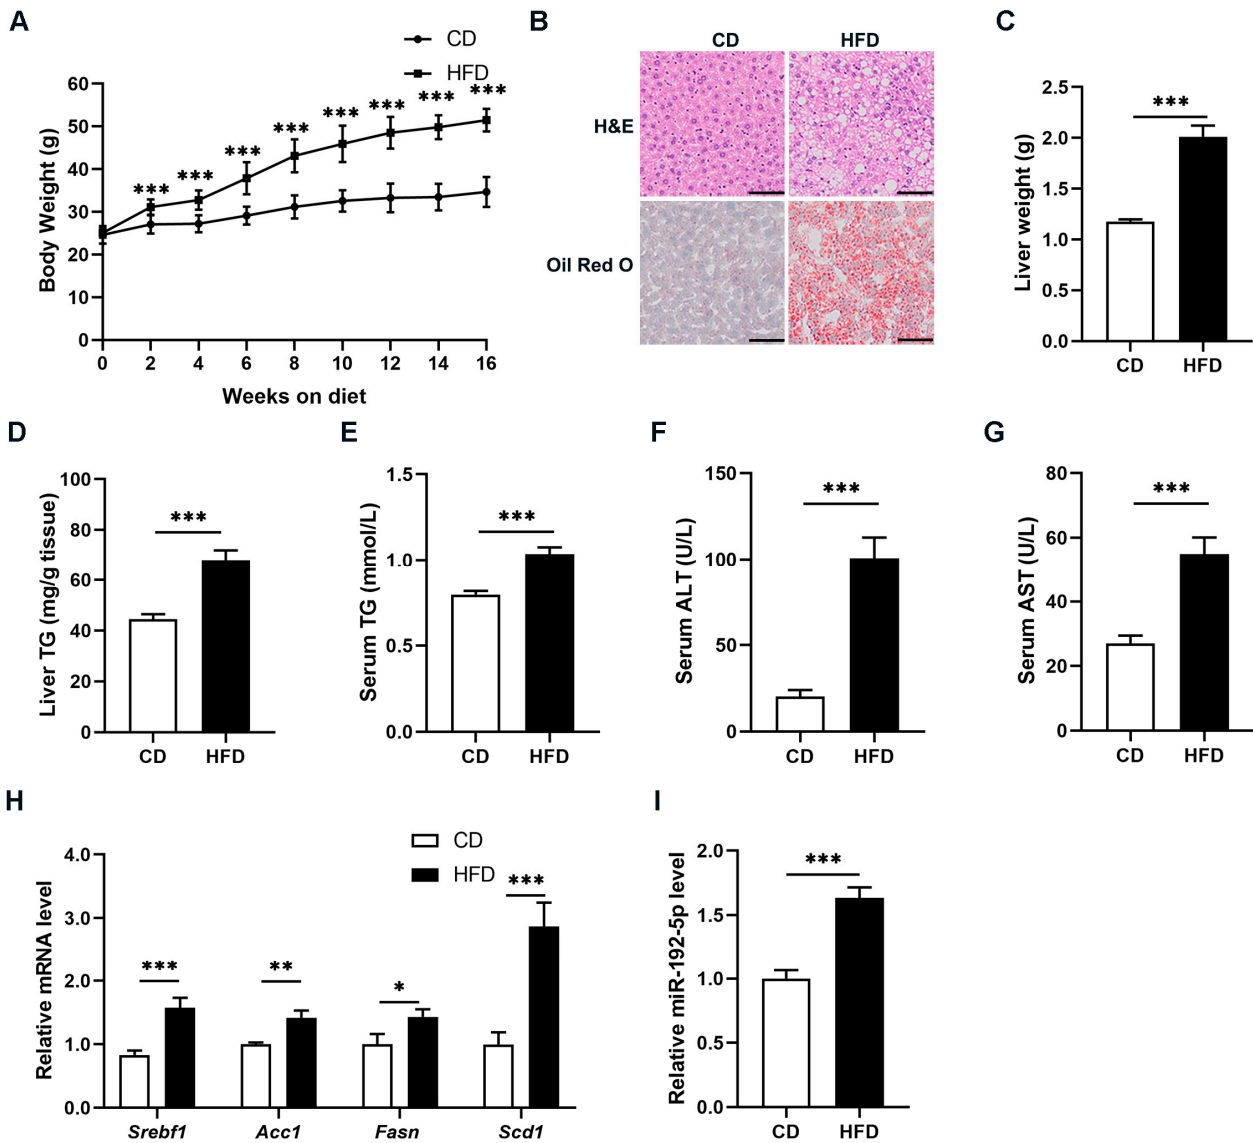 A
CD
HFD
Body Weight (g)
60
50
40
30
20
10
0
*** *** *** *** *** *** *** ***
0 2 4 6 8 10 12 14 16
Weeks on diet
B
CD HFD
H&E
Oil Red O
C
Liver weight (g)
2.5
2.0
1.5
1.0
0.5
0.0
***
CD HFD
D
Liver TG (mg/g tissue)
100
80
60
40
20
0
***
CD HFD
E
Serum TG (mmol/L)
1.5
1.0
0.5
0.0
***
CD HFD
F
Serum ALT (U/L)
150
100
50
0
***
CD HFD
G
Serum AST (U/L)
80
60
40
20
0
***
CD HFD
H
CD
HFD
Relative mRNA level
4.0
3.0
2.0
1.0
0.0
*** ** * ***
Srebf1 Acc1 Fasn Scd1
I
Relative miR-192-5p level
2.0
1.5
1.0
0.5
0.0
***
CD HFD